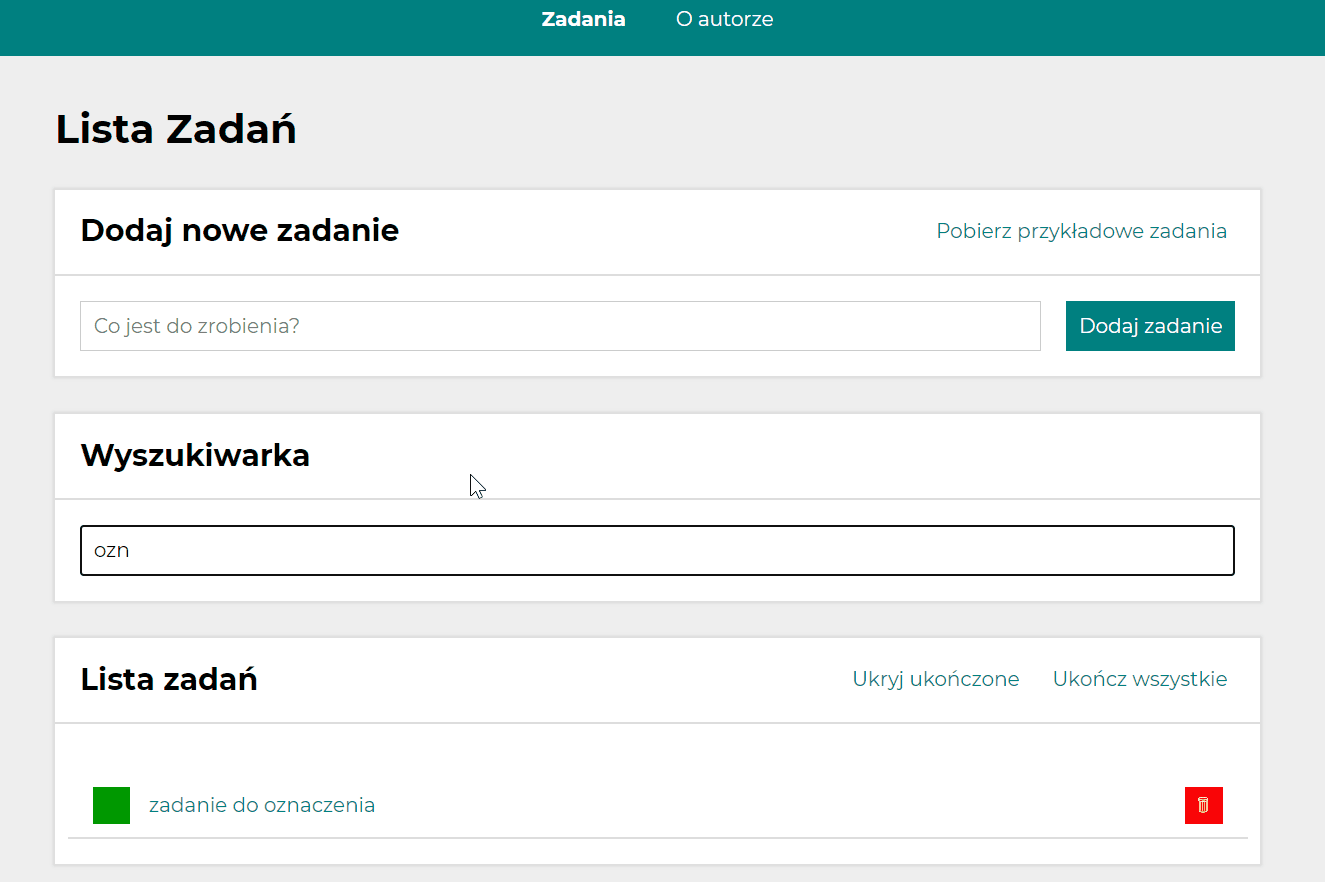 Zadania O autorze
Lista Zadań
Dodaj nowe zadanie Pobierz przykładowe zadania
Co jest do zrobienia? Dodaj zadanie
Wyszukiwarka
ozn
Lista zadań Ukryj ukończone Ukończ wszystkie
zadanie do oznaczenia